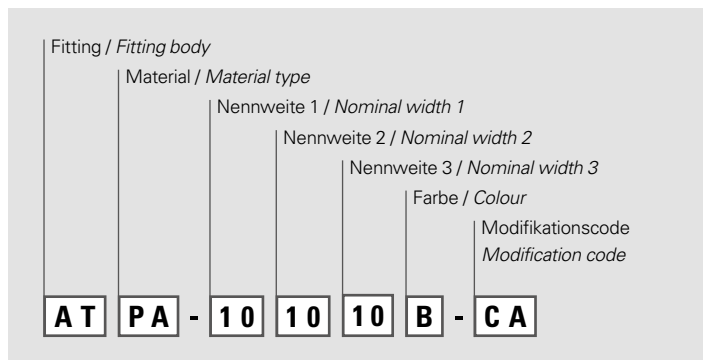 Fitting / Fitting body
Material / Material type
Nennweite 1 / Nominal width 1
Nennweite 2 / Nominal width 2
Nennweite 3 / Nominal width 3
Farbe / Colour
Modifikationscode
Modification code
AT PA - 10 10 10 B - CA